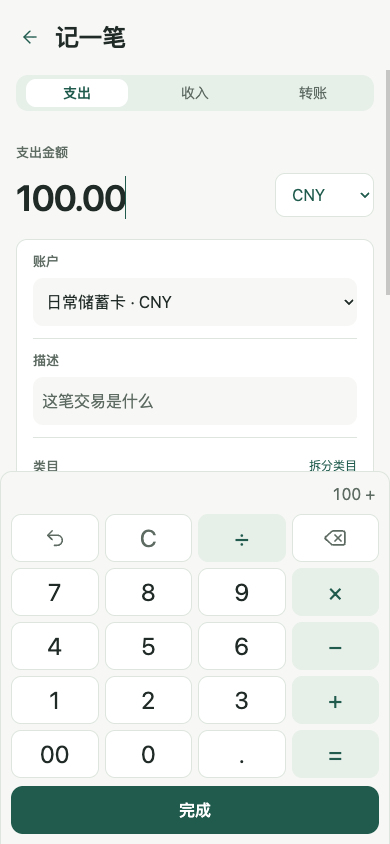 记一笔
支出 收入 转账
支出金额
100.00 CNY
账户
日常储蓄卡 · CNY
描述
这笔交易是什么
类目 拆分类目
100 +
C ÷
7 8 9 ×
4 5 6 −
1 2 3 +
00 0 . =
完成